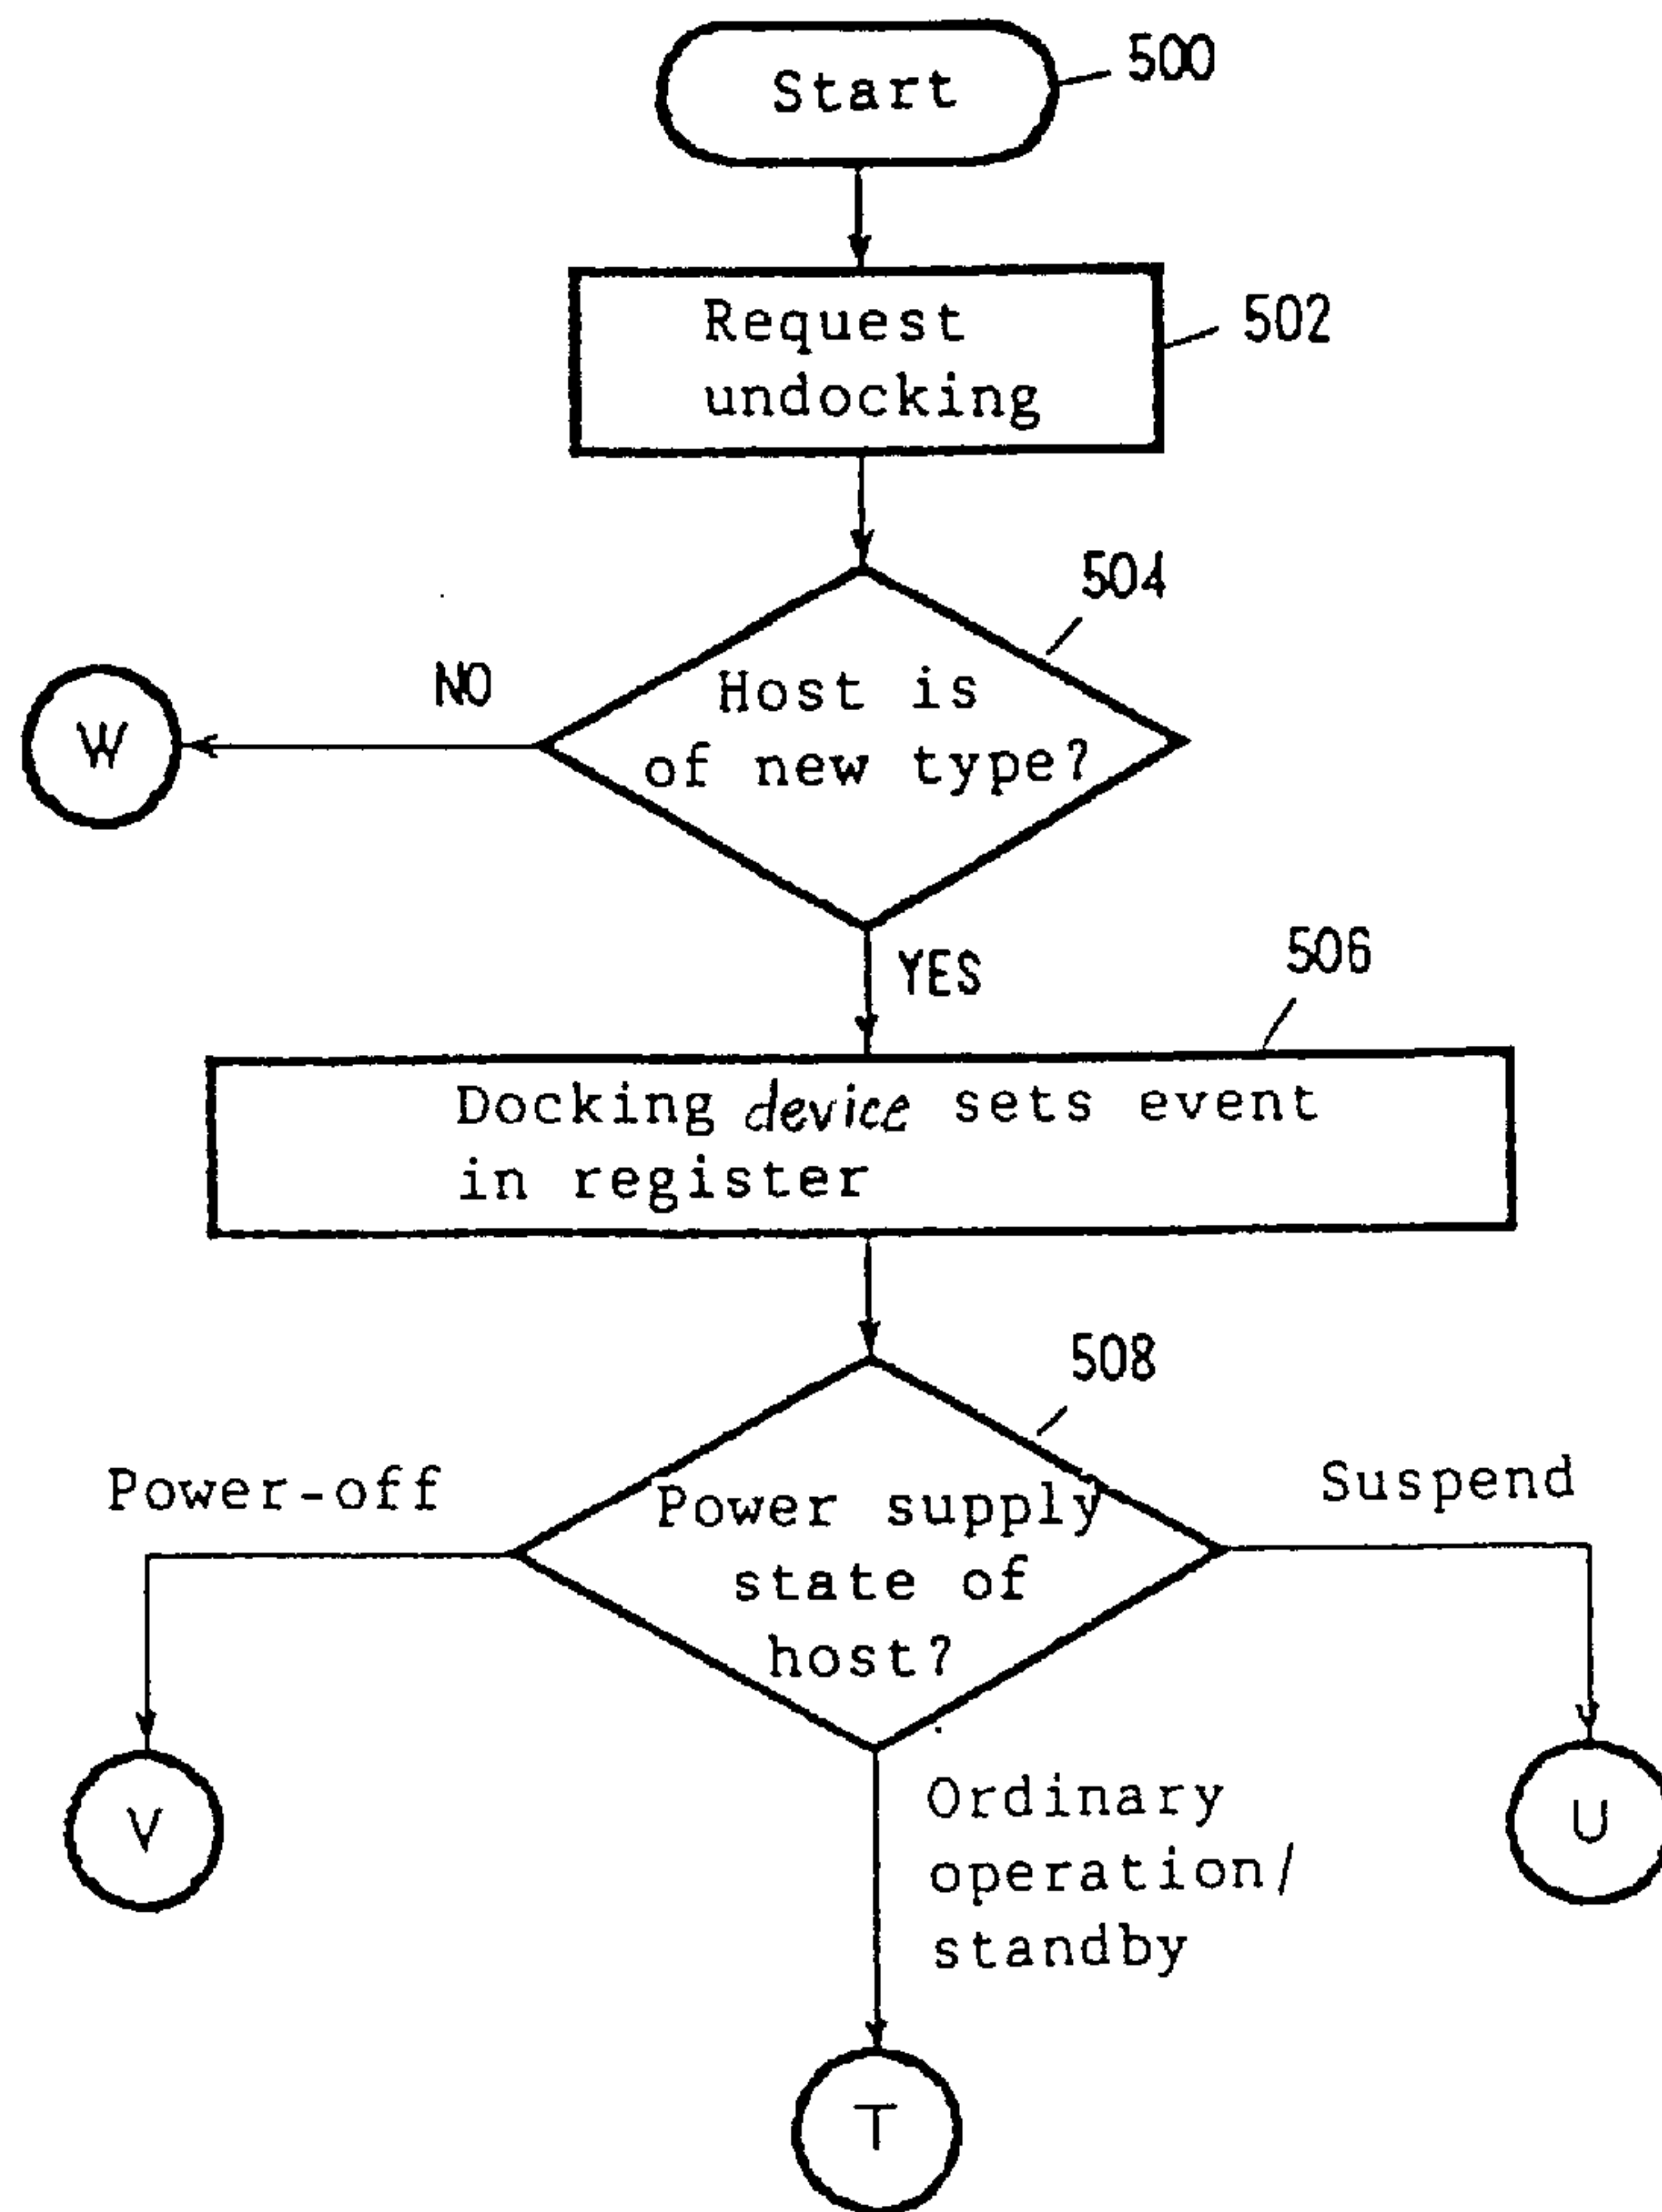 Start
500
Request
undocking
502
504
NO
Host is
of new type?
W
YES
506
Docking device sets event
in register
508
Power-off
Power supply
state of
host?
Suspend
V
Ordinary
operation/
standby
U
T